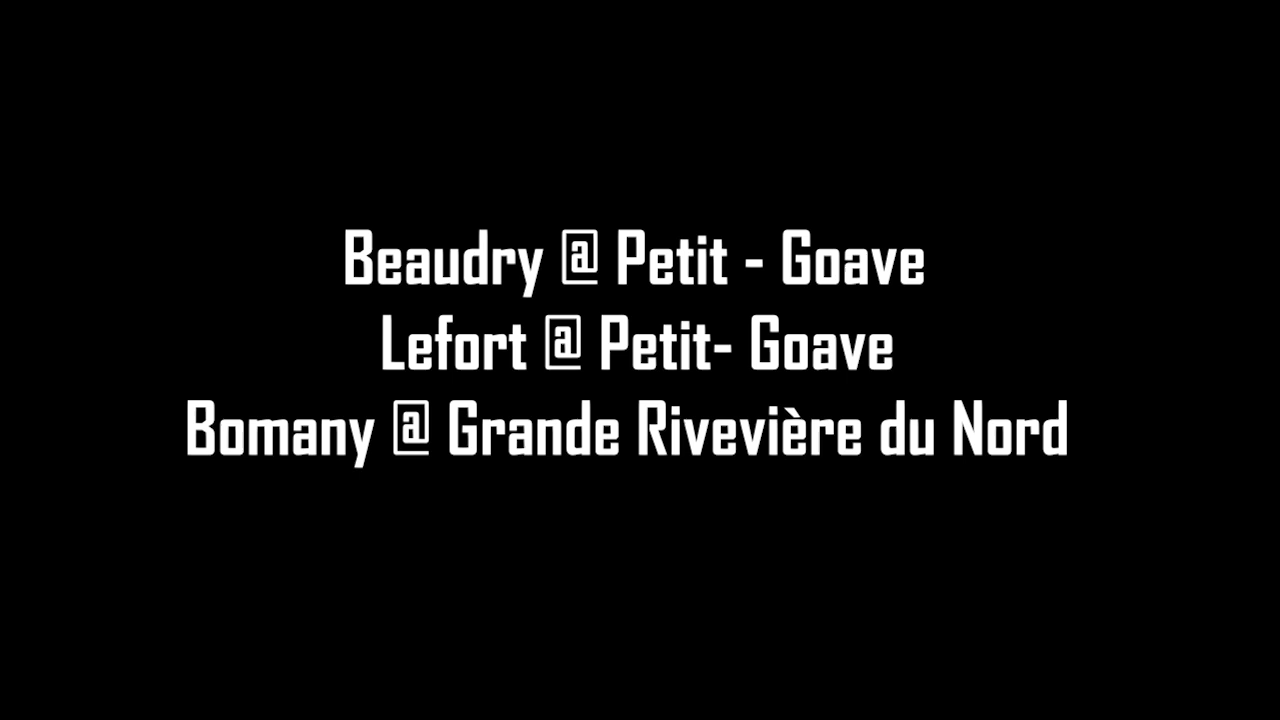 Beaudry @ Petit - Goave
Lefort @ Petit- Goave
Bomany @ Grande Rivevière du Nord